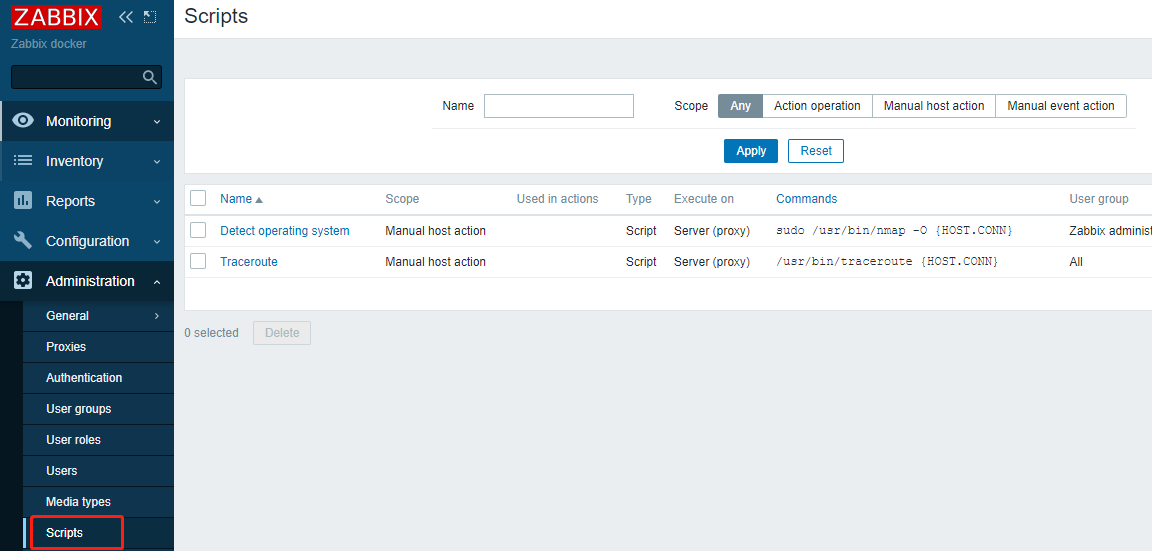 ZABBIX
Zabbix docker
Monitoring
Inventory
Reports
Configuration
Administration
General
Proxies
Authentication
User groups
User roles
Users
Media types
Scripts
Scripts
Name Scope Any Action operation Manual host action Manual event action
Apply Reset
Name Scope Used in actions Type Execute on Commands User group
Detect operating system Manual host action Script Server (proxy) sudo /usr/bin/nmap -O {HOST.CONN} Zabbix administ
Traceroute Manual host action Script Server (proxy) /usr/bin/traceroute {HOST.CONN} All
0 selected Delete